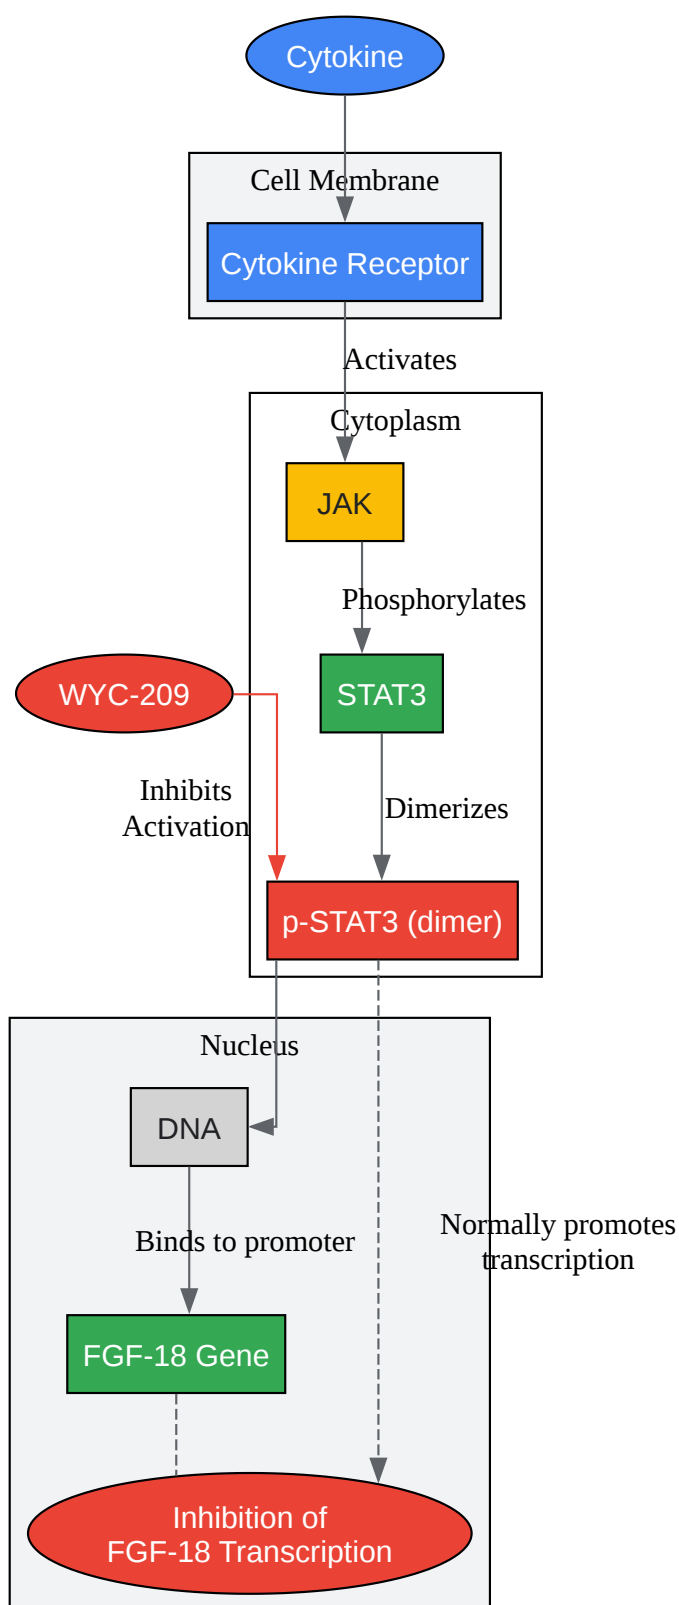 Cytokine
Cell Membrane
Cytokine Receptor
Activates
Cytoplasm
JAK
Phosphorylates
STAT3
WYC-209
Inhibits
Activation
Dimerizes
p-STAT3 (dimer)
Nucleus
DNA
Binds to promoter
Normally promotes
transcription
FGF-18 Gene
Inhibition of
FGF-18 Transcription